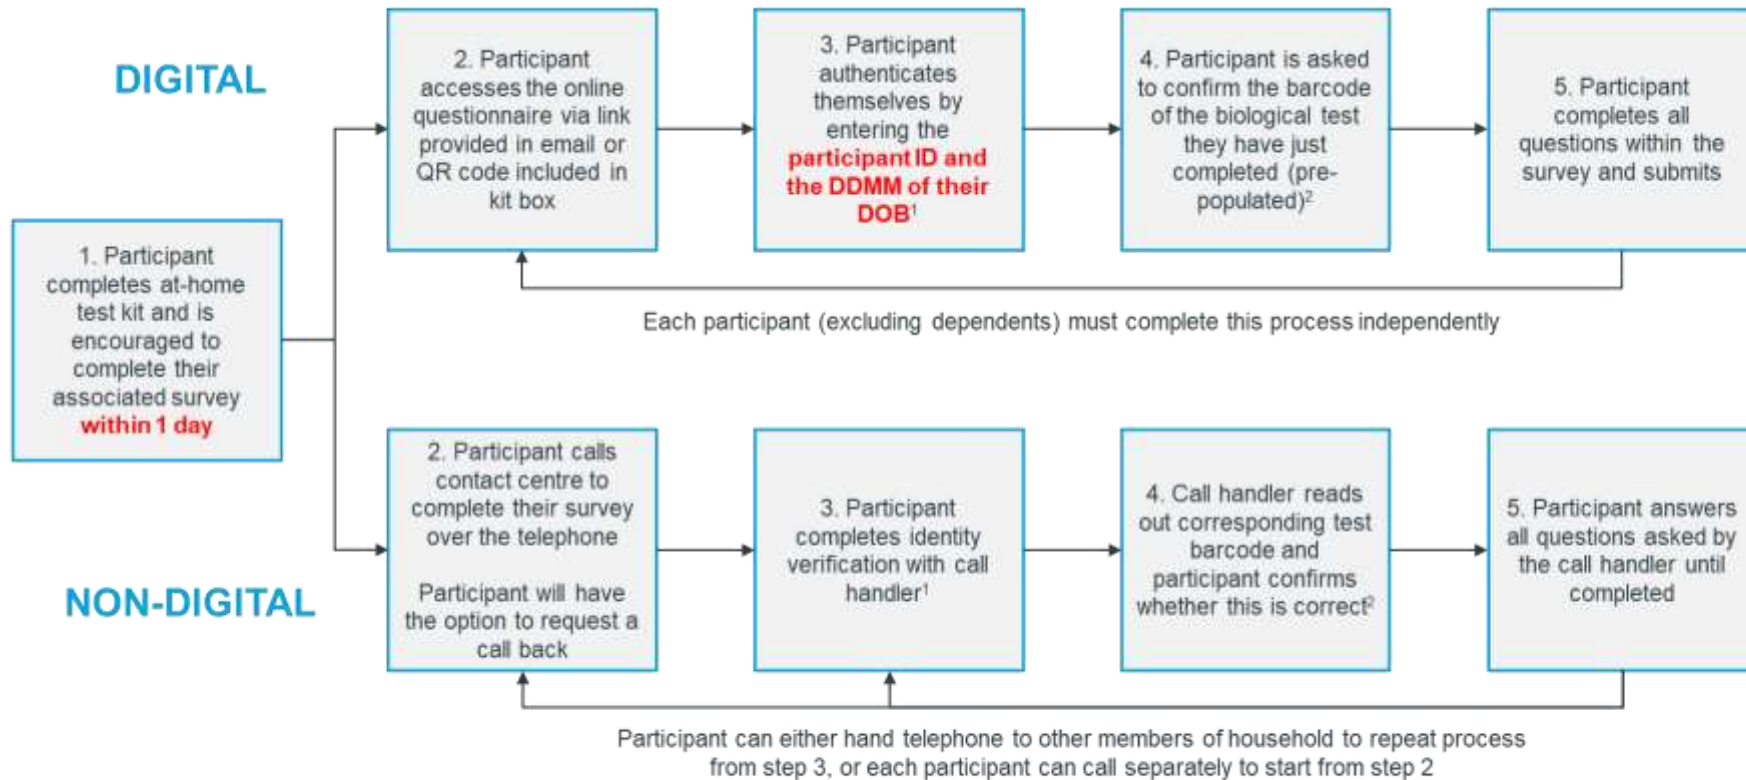 DIGITAL
1. Participant
completes at-home
test kit and is
encouraged to
complete their
associated survey
within 1 day
2. Participant
accesses the online
questionnaire via link
provided in email or
QR code included in
kit box
3. Participant
authenticates
themselves by
entering the
participant ID and
the DDMM of their
DOB¹
4. Participant is asked
to confirm the barcode
of the biological test
they have just
completed (pre-
populated)²
5. Participant
completes all
questions within the
survey and submits
Each participant (excluding dependents) must complete this process independently
NON-DIGITAL
2. Participant calls
contact centre to
complete their survey
over the telephone
Participant will have
the option to request a
call back
3. Participant
completes identity
verification with call
handler¹
4. Call handler reads
out corresponding test
barcode and
participant confirms
whether this is correct²
5. Participant answers
all questions asked by
the call handler until
completed
Participant can either hand telephone to other members of household to repeat process
from step 3, or each participant can call separately to start from step 2